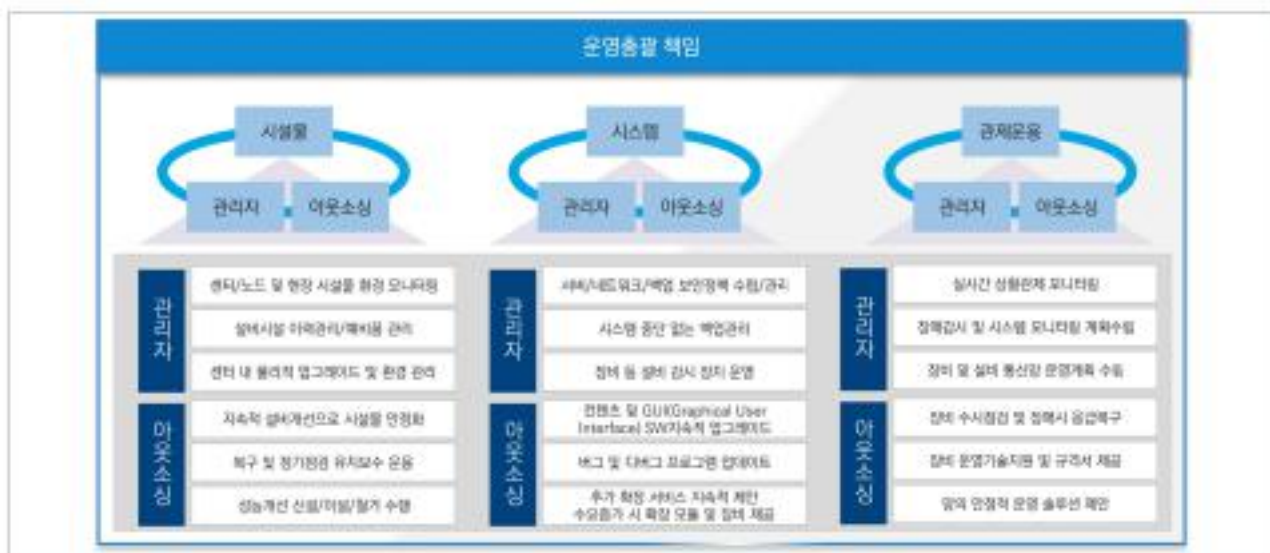 운영총괄 책임
시설물
관리자
아웃소싱
시스템
관리자
아웃소싱
관제운용
관리자
아웃소싱
관리자
센터/노드 및 현장 시설물 환경 모니터링
설비시설 이력관리/예비품 관리
센터 내 물리적 업그레이드 및 환경 관리
아웃소싱
지속적 설비개선으로 시설물 안정화
복구 및 정기점검 유지보수 운용
성능개선 신설/이설/철거 수행
관리자
서버/네트워크/백업 보안정책 수립/관리
시스템 중단 없는 백업관리
장비 등 설비 감시 장치 운영
아웃소싱
컨텐츠 및 GUI(Graphical User
Interface) SW지속적 업그레이드
버그 및 디버그 프로그램 업데이트
추가 확장 서비스 지속적 제안
수요증가 시 확장 모듈 및 장비 제공
관리자
실시간 상황관제 모니터링
장애감시 및 시스템 모니터링 계획수립
장비 및 설비 통신망 운영계획 수립
아웃소싱
장비 수시점검 및 장애시 응급복구
장비 운영기술지원 및 규격서 제공
망의 안정적 운영 솔루션 제안